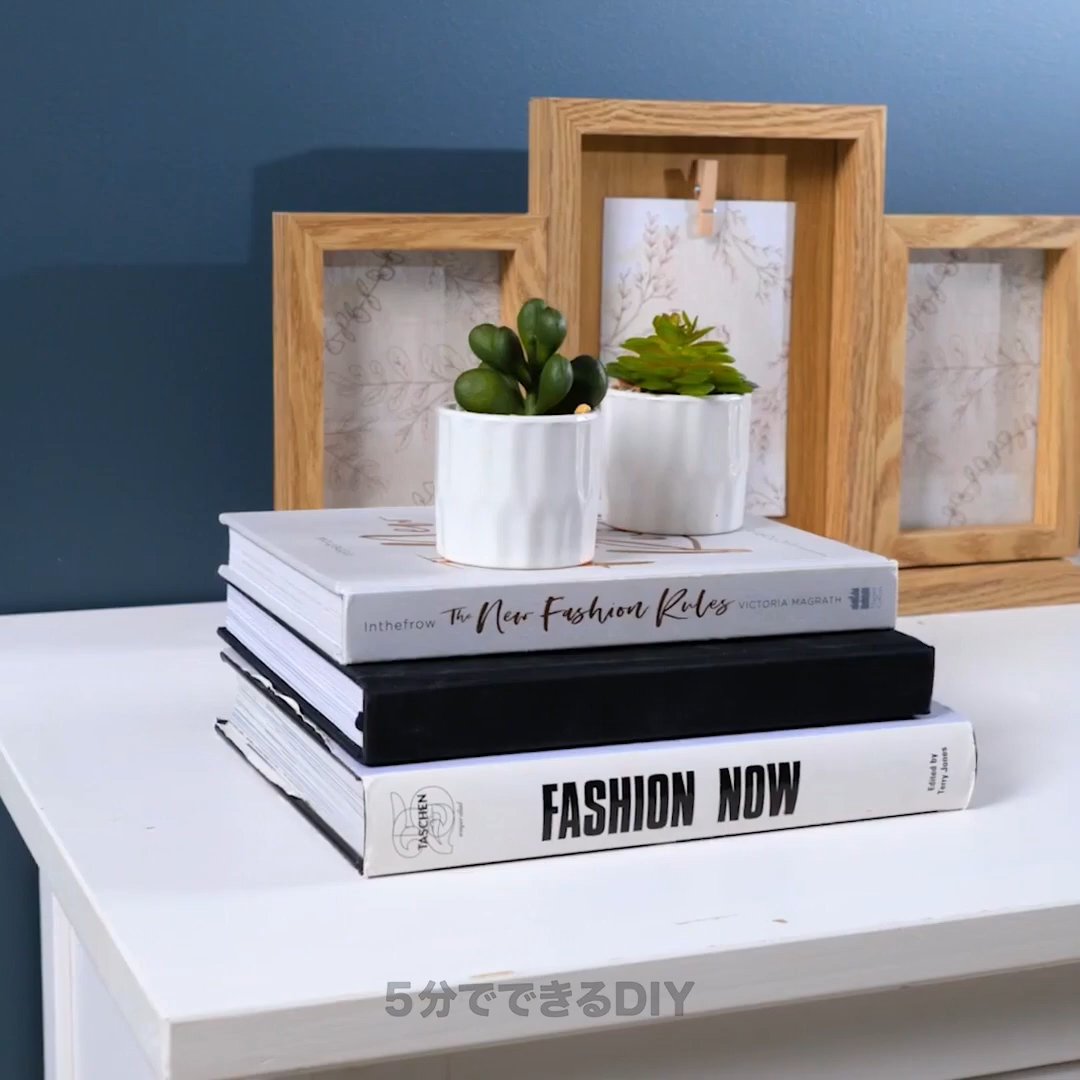 Inthefrow The New Fashion Rules VICTORIA MAGRATH
TASCHEN
FASHION NOW
Edited by
Terry Jones
5分でできるDIY